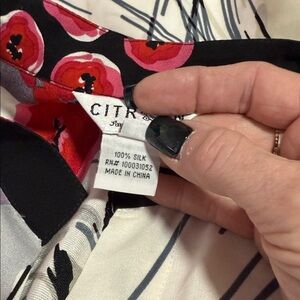 CITR
100% SILK
RN# 100031052
MADE IN CHINA